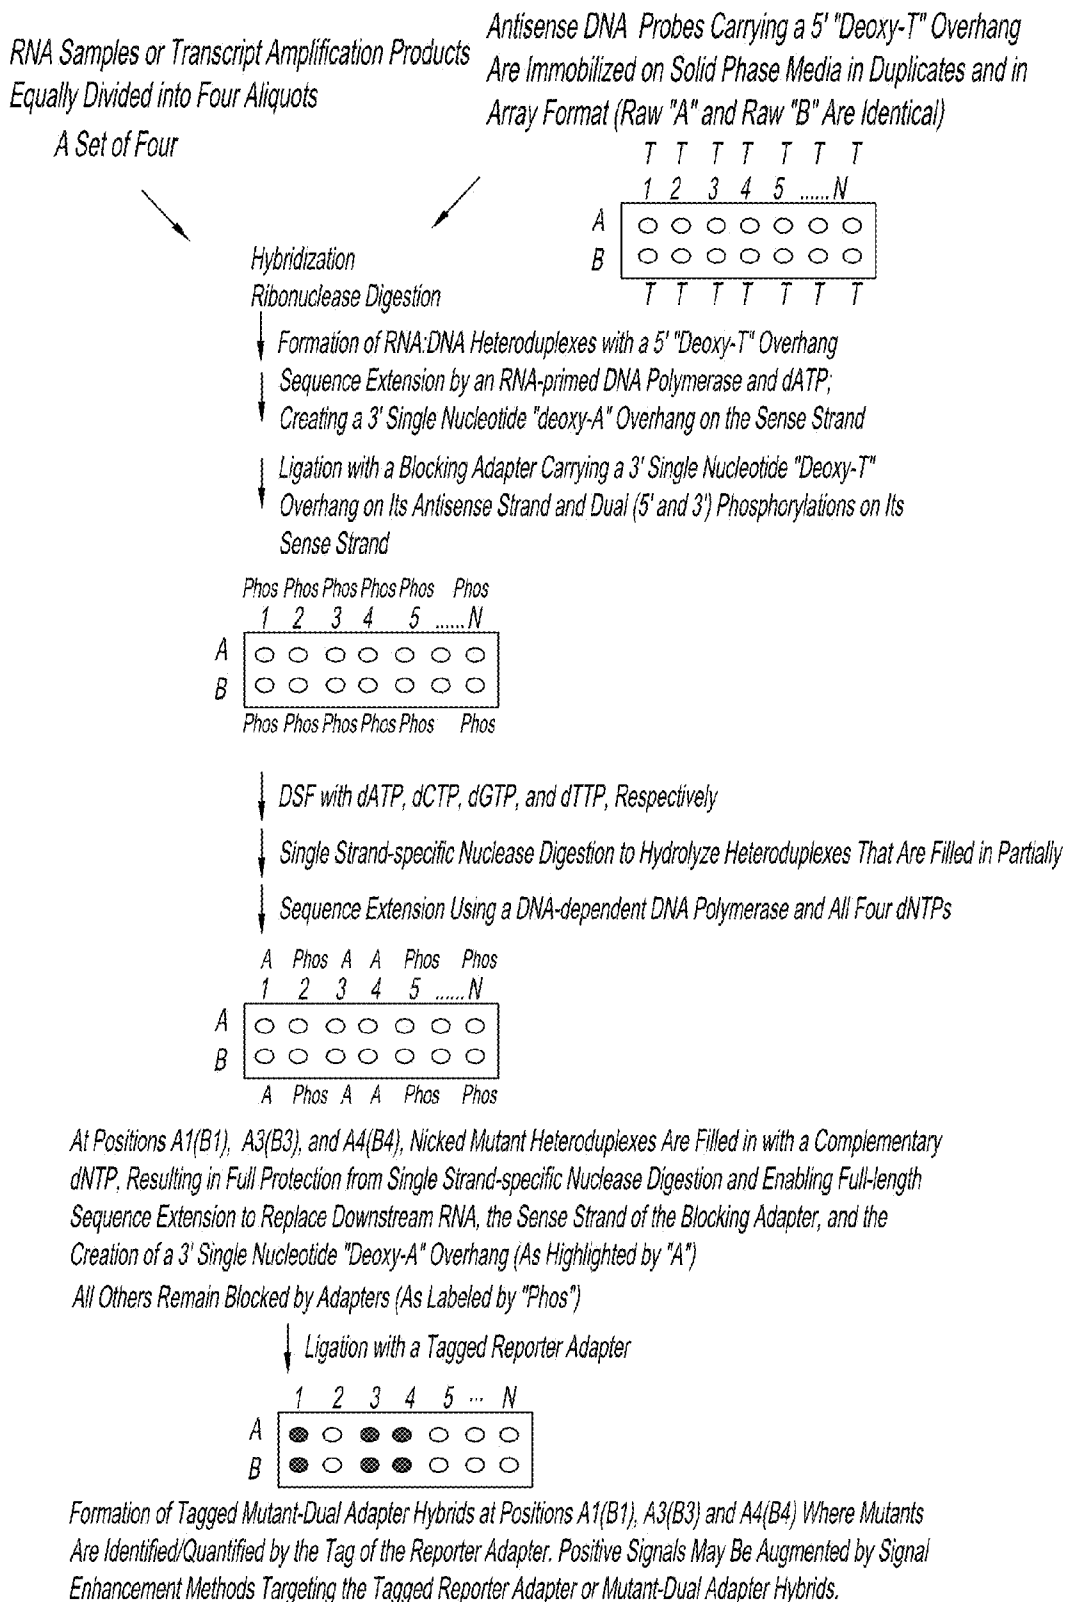 RNA Samples or Transcript Amplification Products
Equally Divided into Four Aliquots
A Set of Four
Antisense DNA Probes Carrying a 5' "Deoxy-T" Overhang
Are Immobilized on Solid Phase Media in Duplicates and in
Array Format (Raw "A" and Raw "B" Are Identical)
T T T T T T T
1 2 3 4 5 ...... N
A
B
T T T T T T T
Hybridization
Ribonuclease Digestion
Formation of RNA:DNA Heteroduplexes with a 5' "Deoxy-T" Overhang
Sequence Extension by an RNA-primed DNA Polymerase and dATP;
Creating a 3' Single Nucleotide "deoxy-A" Overhang on the Sense Strand
Ligation with a Blocking Adapter Carrying a 3' Single Nucleotide "Deoxy-T"
Overhang on Its Antisense Strand and Dual (5' and 3') Phosphorylations on Its
Sense Strand
Phos Phos Phos Phos Phos Phos
1 2 3 4 5 ...... N
A
B
Phos Phos Phos Phos Phos Phos
DSF with dATP, dCTP, dGTP, and dTTP, Respectively
Single Strand-specific Nuclease Digestion to Hydrolyze Heteroduplexes That Are Filled in Partially
Sequence Extension Using a DNA-dependent DNA Polymerase and All Four dNTPs
A Phos A A Phos Phos
1 2 3 4 5 ...... N
A
B
A Phos A A Phos Phos
At Positions A1(B1), A3(B3), and A4(B4), Nicked Mutant Heteroduplexes Are Filled in with a Complementary
dNTP, Resulting in Full Protection from Single Strand-specific Nuclease Digestion and Enabling Full-length
Sequence Extension to Replace Downstream RNA, the Sense Strand of the Blocking Adapter, and the
Creation of a 3' Single Nucleotide "Deoxy-A" Overhang (As Highlighted by "A")
All Others Remain Blocked by Adapters (As Labeled by "Phos")
Ligation with a Tagged Reporter Adapter
1 2 3 4 5 ... N
A
B
Formation of Tagged Mutant-Dual Adapter Hybrids at Positions A1(B1), A3(B3) and A4(B4) Where Mutants
Are Identified/Quantified by the Tag of the Reporter Adapter. Positive Signals May Be Augmented by Signal
Enhancement Methods Targeting the Tagged Reporter Adapter or Mutant-Dual Adapter Hybrids.